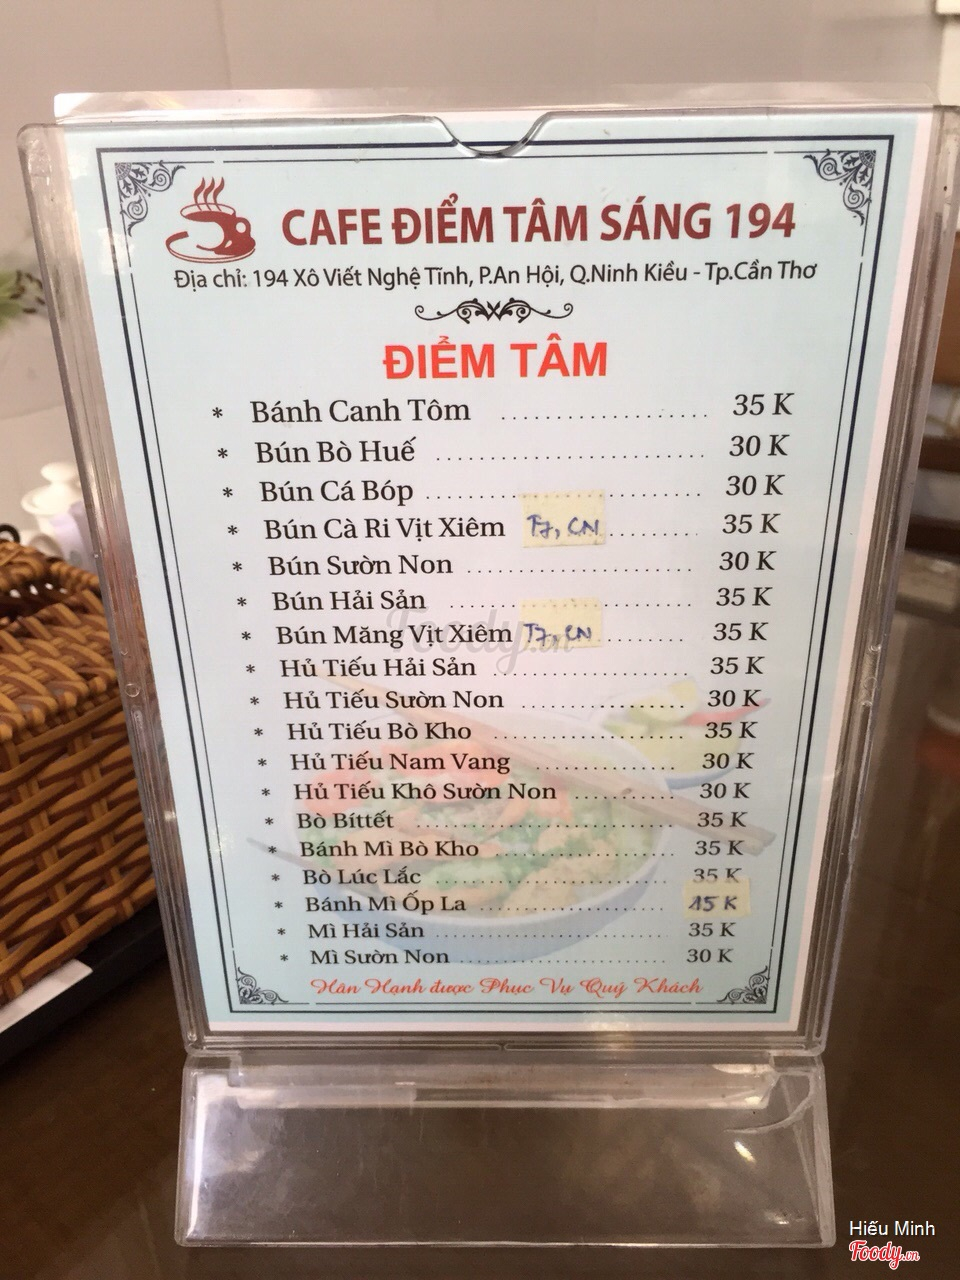 CAFE ĐIỂM TÂM SÁNG 194
Địa chỉ: 194 Xô Viết Nghệ Tĩnh, P.An Hội, Q.Ninh Kiều - Tp.Cần Thơ
ĐIỂM TÂM
* Bánh Canh Tôm ........................ 35 K
* Bún Bò Huế ........................ 30 K
* Bún Cá Bóp ........................ 30 K
* Bún Cà Ri Vịt Xiêm T7, CN ........... 35 K
* Bún Sườn Non ........................ 30 K
* Bún Hải Sản ........................ 35 K
* Bún Măng Vịt Xiêm T7, CN ........... 35 K
* Hủ Tiếu Hải Sản ........................ 35 K
* Hủ Tiếu Sườn Non ........................ 30 K
* Hủ Tiếu Bò Kho ........................ 35 K
* Hủ Tiếu Nam Vang ........................ 30 K
* Hủ Tiếu Khô Sườn Non ............. 30 K
* Bò Bíttết ........................ 35 K
* Bánh Mì Bò Kho ........................ 35 K
* Bò Lúc Lắc ........................ 35 K
* Bánh Mì Ốp La ........................ 15 K
* Mì Hải Sản ........................ 35 K
* Mì Sườn Non ........................ 30 K
Hân Hạnh được Phục Vụ Quý Khách
Foody.vn
Hiếu Minh
Foody.vn